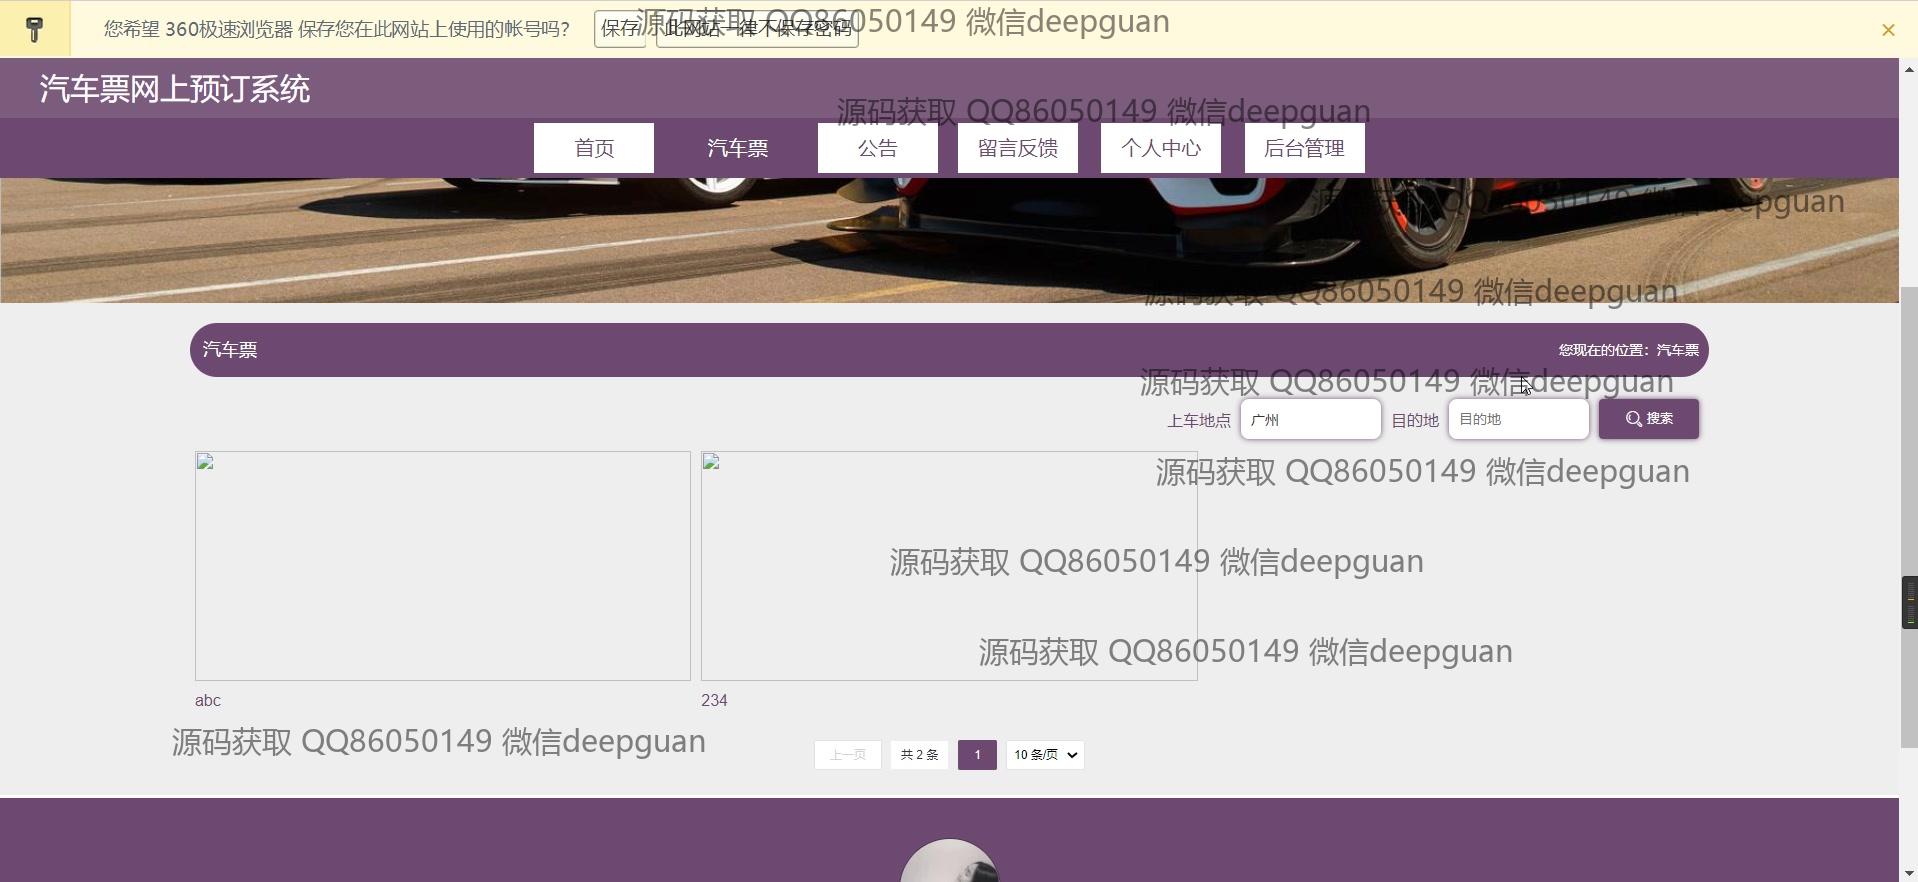 您希望 360极速浏览器 保存您在此网站上使用的帐号吗?
保存
此网站一律不保存密码
源码获取 QQ86050149 微信deepguan
汽车票网上预订系统
源码获取 QQ86050149 微信deepguan
首页
汽车票
公告
留言反馈
个人中心
后台管理
源码获取 QQ86050149 微信deepguan
源码获取 QQ86050149 微信deepguan
汽车票
您现在的位置: 汽车票
源码获取 QQ86050149 微信deepguan
上车地点
广州
目的地
目的地
搜索
源码获取 QQ86050149 微信deepguan
源码获取 QQ86050149 微信deepguan
源码获取 QQ86050149 微信deepguan
abc
234
源码获取 QQ86050149 微信deepguan
上一页
共 2 条
1
10 条/页